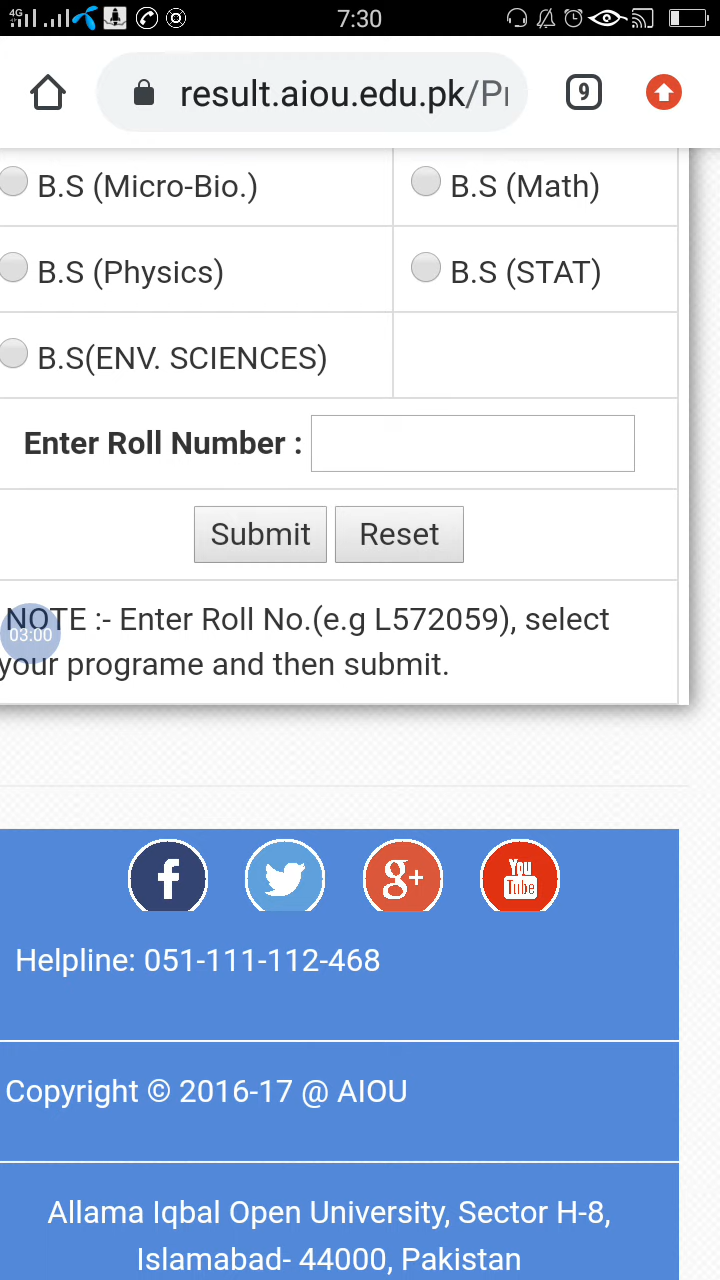 4G 7:30
result.aiou.edu.pk/P 9
B.S (Micro-Bio.) B.S (Math)
B.S (Physics) B.S (STAT)
B.S(ENV. SCIENCES)
Enter Roll Number :
Submit Reset
NOTE :- Enter Roll No.(e.g L572059), select
03:00
your programe and then submit.
f g+ You Tube
Helpline: 051-111-112-468
Copyright © 2016-17 @ AIOU
Allama Iqbal Open University, Sector H-8,
Islamabad- 44000, Pakistan